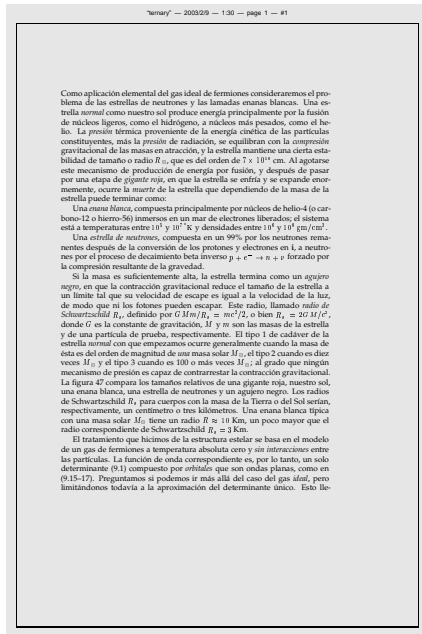 "ternary" — 2003/2/9 — 1:30 — page 1 — #1
Como aplicación elemental del gas ideal de fermiones consideraremos el pro-
blema de las estrellas de neutrones y las lamadas enanas blancas. Una es-
trella normal como nuestro sol produce energía principalmente por la fusión
de núcleos ligeros, como el hidrógeno, a núcleos más pesados, como el he-
lio. La presión térmica proveniente de la energía cinética de las partículas
constituyentes, más la presión de radiación, se equilibran con la compresión
gravitacional de las masas en atracción, y la estrella mantiene una cierta esta-
bilidad de tamaño o radio R⊙, que es del orden de 7 × 10¹⁰ cm. Al agotarse
este mecanismo de producción de energía por fusión, y después de pasar
por una etapa de gigante roja, en que la estrella se enfría y se expande enor-
memente, ocurre la muerte de la estrella que dependiendo de la masa de la
estrella puede terminar como:
Una enana blanca, compuesta principalmente por núcleos de helio-4 (o car-
bono-12 o hierro-56) inmersos en un mar de electrones liberados; el sistema
está a temperaturas entre 10⁵ y 10⁷ °K y densidades entre 10⁶ y 10⁸ gm/cm³.
Una estrella de neutrones, compuesta en un 99% por los neutrones rema-
nentes después de la conversión de los protones y electrones en i, a neutro-
nes por el proceso de decaimiento beta inverso p + e⁻ → n + ν forzado por
la compresión resultante de la gravedad.
Si la masa es suficientemente alta, la estrella termina como un agujero
negro, en que la contracción gravitacional reduce el tamaño de la estrella a
un límite tal que su velocidad de escape es igual a la velocidad de la luz,
de modo que ni los fotones pueden escapar. Este radio, llamado radio de
Schwartzschild Rₛ, definido por GMm/Rₛ = mc²/2, o bien Rₛ = 2GM/c²,
donde G es la constante de gravitación, M y m son las masas de la estrella
y de una partícula de prueba, respectivamente. El tipo 1 de cadáver de la
estrella normal con que empezamos ocurre generalmente cuando la masa de
ésta es del orden de magnitud de una masa solar M⊙, el tipo 2 cuando es diez
veces M⊙ y el tipo 3 cuando es 100 o más veces M⊙; al grado que ningún
mecanismo de presión es capaz de contrarrestar la contracción gravitacional.
La figura 47 compara los tamaños relativos de una gigante roja, nuestro sol,
una enana blanca, una estrella de neutrones y un agujero negro. Los radios
de Schwartzschild Rₛ para cuerpos con la masa de la Tierra o del Sol serían,
respectivamente, un centímetro o tres kilómetros. Una enana blanca típica
con una masa solar M⊙ tiene un radio R ≈ 10 Km, un poco mayor que el
radio correspondiente de Schwartzschild Rₛ = 3 Km.
El tratamiento que hicimos de la estructura estelar se basa en el modelo
de un gas de fermiones a temperatura absoluta cero y sin interacciones entre
las partículas. La función de onda correspondiente es, por lo tanto, un solo
determinante (9.1) compuesto por orbitales que son ondas planas, como en
(9.15–17). Preguntamos si podemos ir más allá del caso del gas ideal, pero
limitándonos todavía a la aproximación del determinante único. Esto lle-